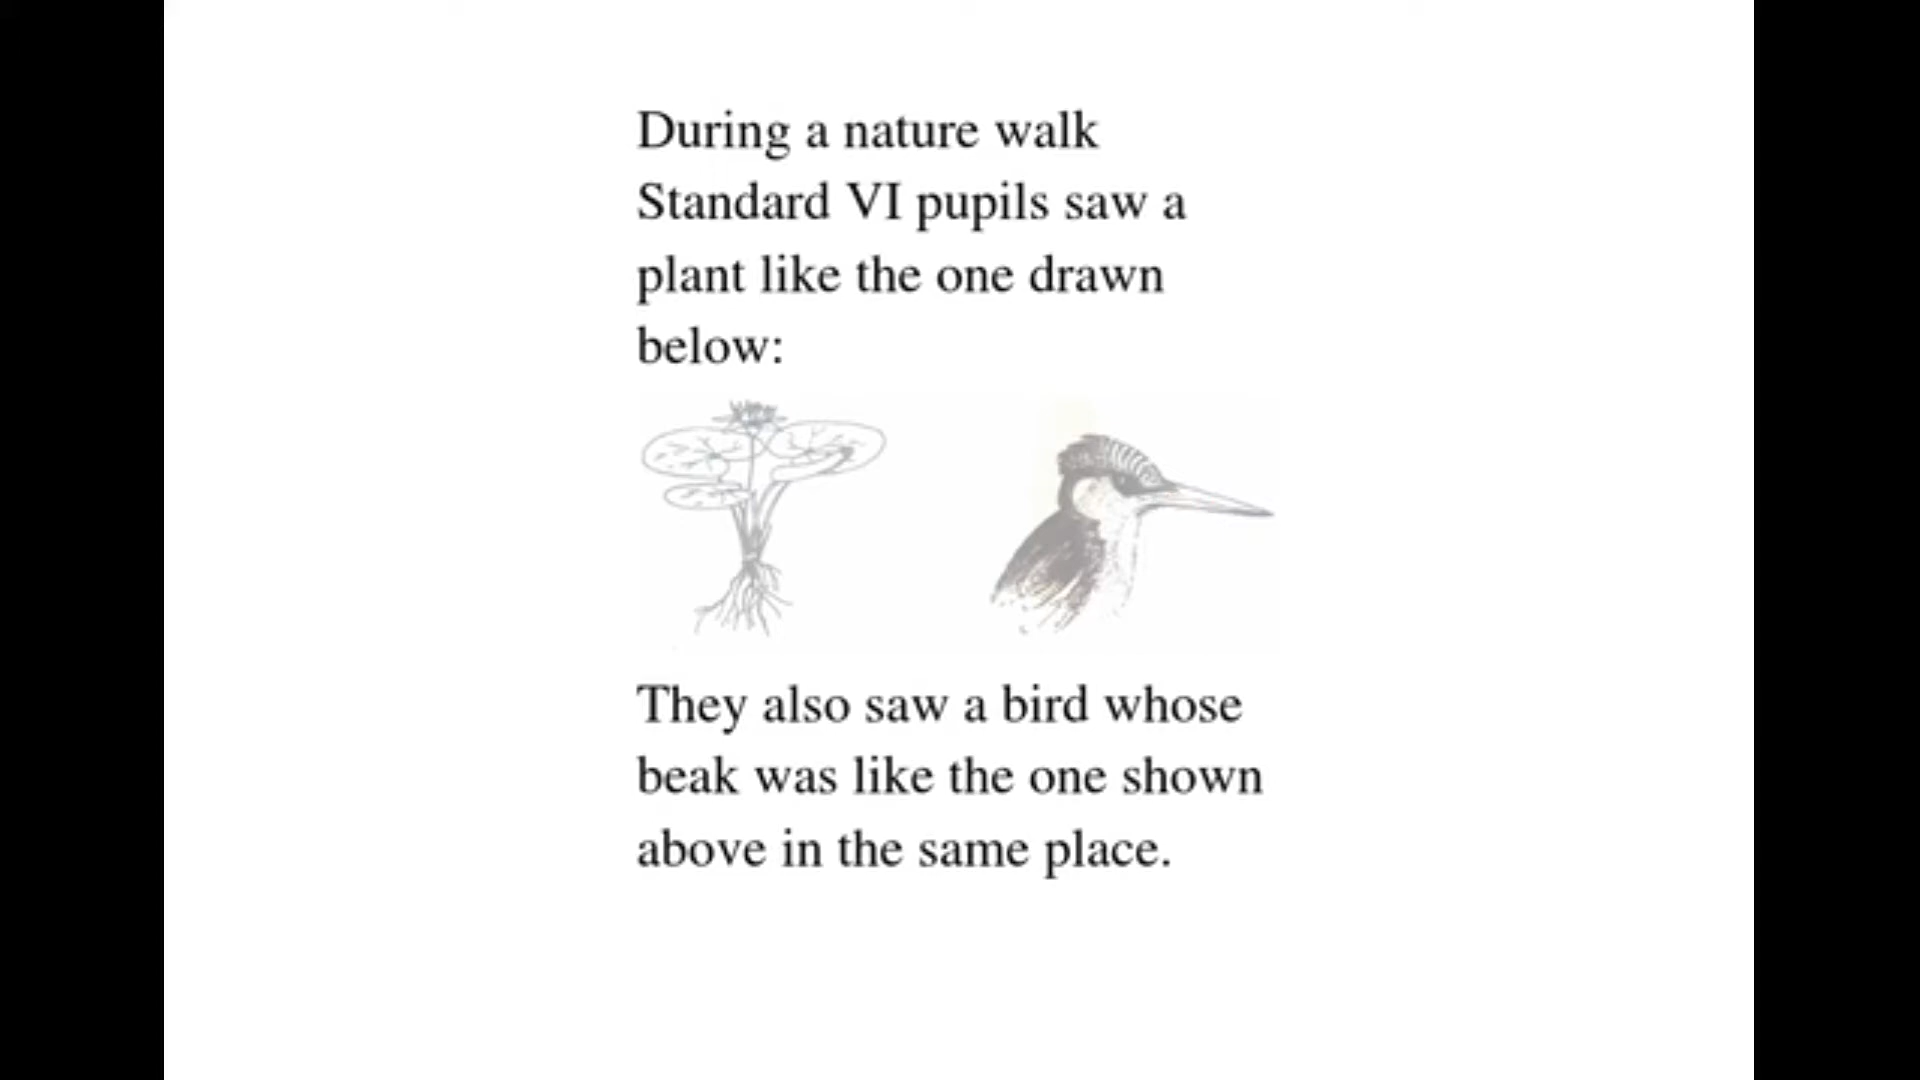 During a nature walk
Standard VI pupils saw a
plant like the one drawn
below:
They also saw a bird whose
beak was like the one shown
above in the same place.